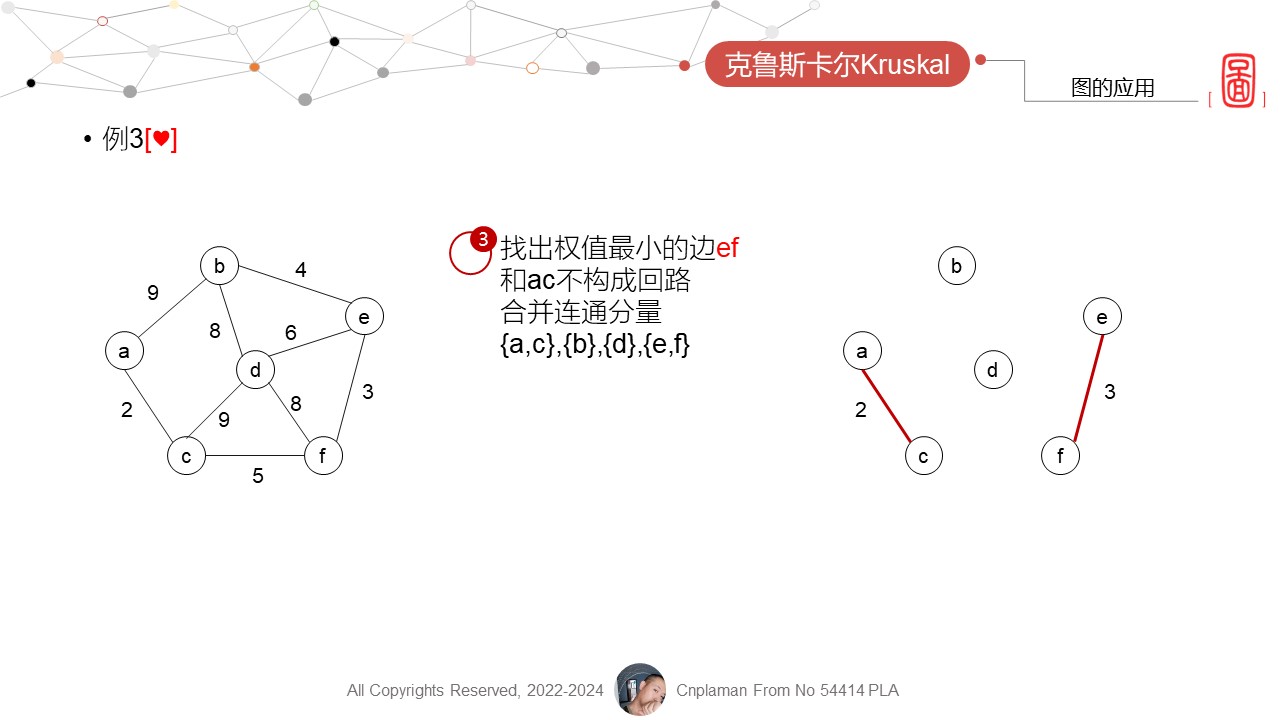 克鲁斯卡尔Kruskal
图的应用
[圖]
• 例3[♥]
3
找出权值最小的边ef
和ac不构成回路
合并连通分量
{a,c},{b},{d},{e,f}
b
4
9
e
8
6
a
d
2
9
8
3
c
f
5
b
e
a
d
2
3
c
f
All Copyrights Reserved, 2022-2024
Cnplaman From No 54414 PLA